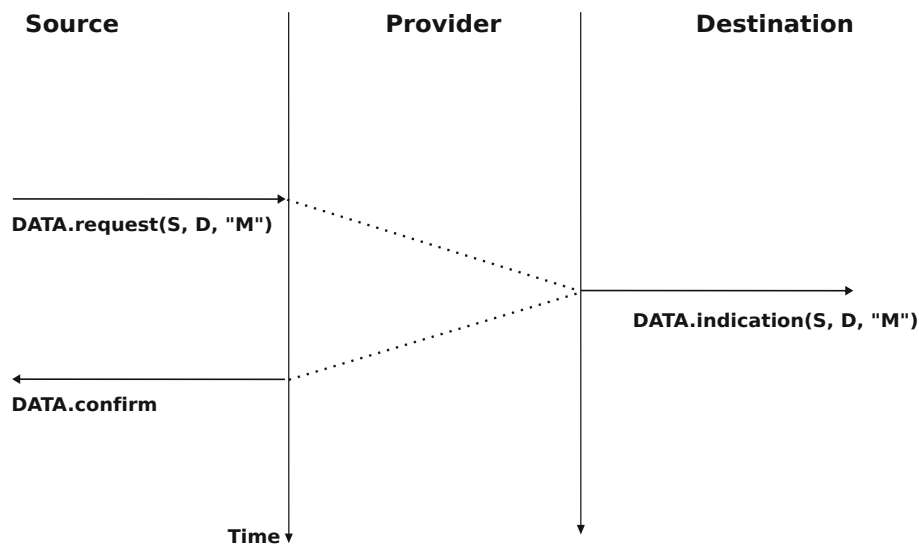 Source
Provider
Destination
DATA.request(S, D, "M")
DATA.indication(S, D, "M")
DATA.confirm
Time